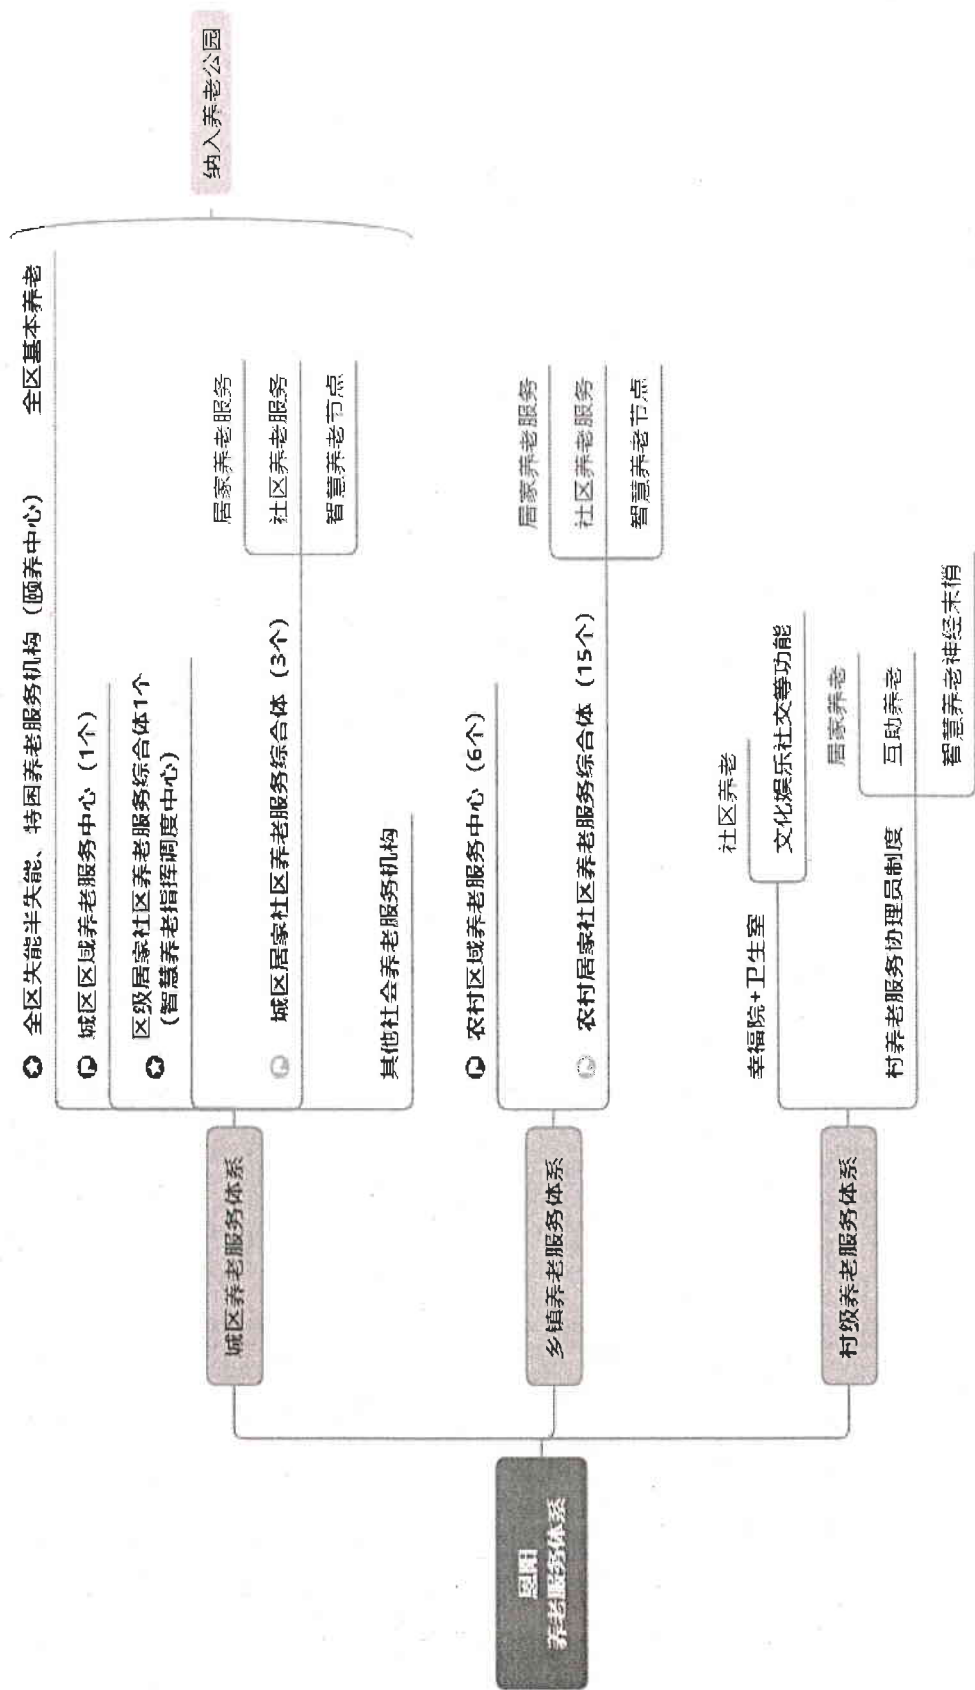 恩阳
养老服务体系
城区养老服务体系
全区失能半失能、特困养老服务机构（颐养中心）
全区基本养老
城区区域养老服务中心（1个）
区级居家社区养老服务综合体1个
（智慧养老指挥调度中心）
城区居家社区养老服务综合体（3个）
居家养老服务
社区养老服务
智慧养老节点
其他社会养老服务机构
纳入养老公园
乡镇养老服务体系
农村区域养老服务中心（6个）
农村居家社区养老服务综合体（15个）
居家养老服务
社区养老服务
智慧养老节点
村级养老服务体系
幸福院+卫生室
社区养老
文化娱乐社交等功能
村养老服务协理员制度
居家养老
互助养老
智慧养老神经末梢